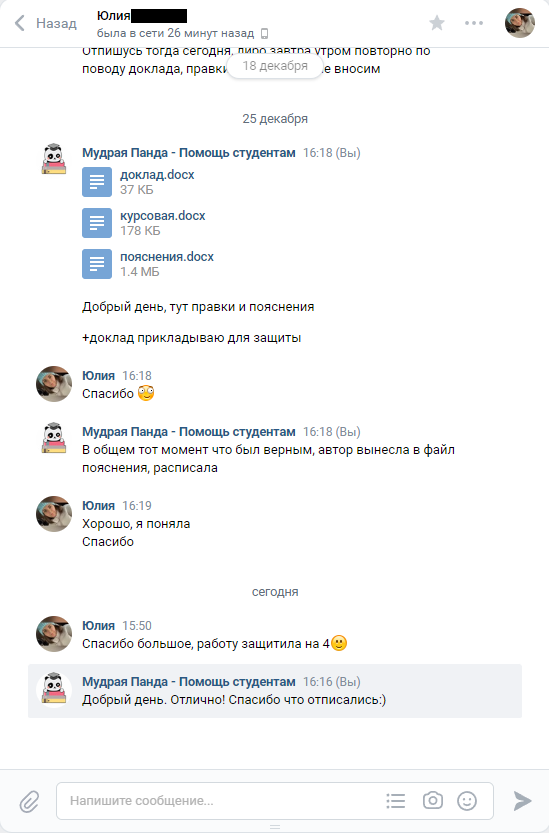 Назад
Юлия
была в сети 26 минут назад
Отпишусь тогда сегодня, либо завтра утром повторно по
18 декабря
поводу доклада, правки не вносим
25 декабря
Мудрая Панда - Помощь студентам 16:18 (Вы)
доклад.docx
37 КБ
курсовая.docx
178 КБ
пояснения.docx
1.4 МБ
Добрый день, тут правки и пояснения
+доклад прикладываю для защиты
Юлия 16:18
Спасибо
Мудрая Панда - Помощь студентам 16:18 (Вы)
В общем тот момент что был верным, автор вынесла в файл
пояснения, расписала
Юлия 16:19
Хорошо, я поняла
Спасибо
сегодня
Юлия 15:50
Спасибо большое, работу защитила на 4
Мудрая Панда - Помощь студентам 16:16 (Вы)
Добрый день. Отлично! Спасибо что отписались:)
Напишите сообщение...